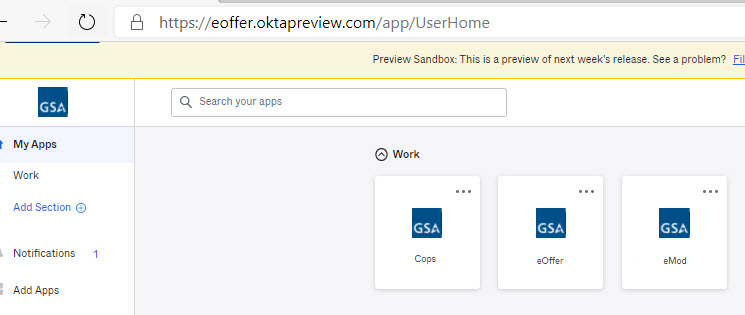 https://eoffer.oktapreview.com/app/UserHome
Preview Sandbox: This is a preview of next week's release. See a problem?
GSA
Search your apps
My Apps
Work
Work
Add Section
GSA
GSA
GSA
Cops
eOffer
eMod
Notifications 1
Add Apps